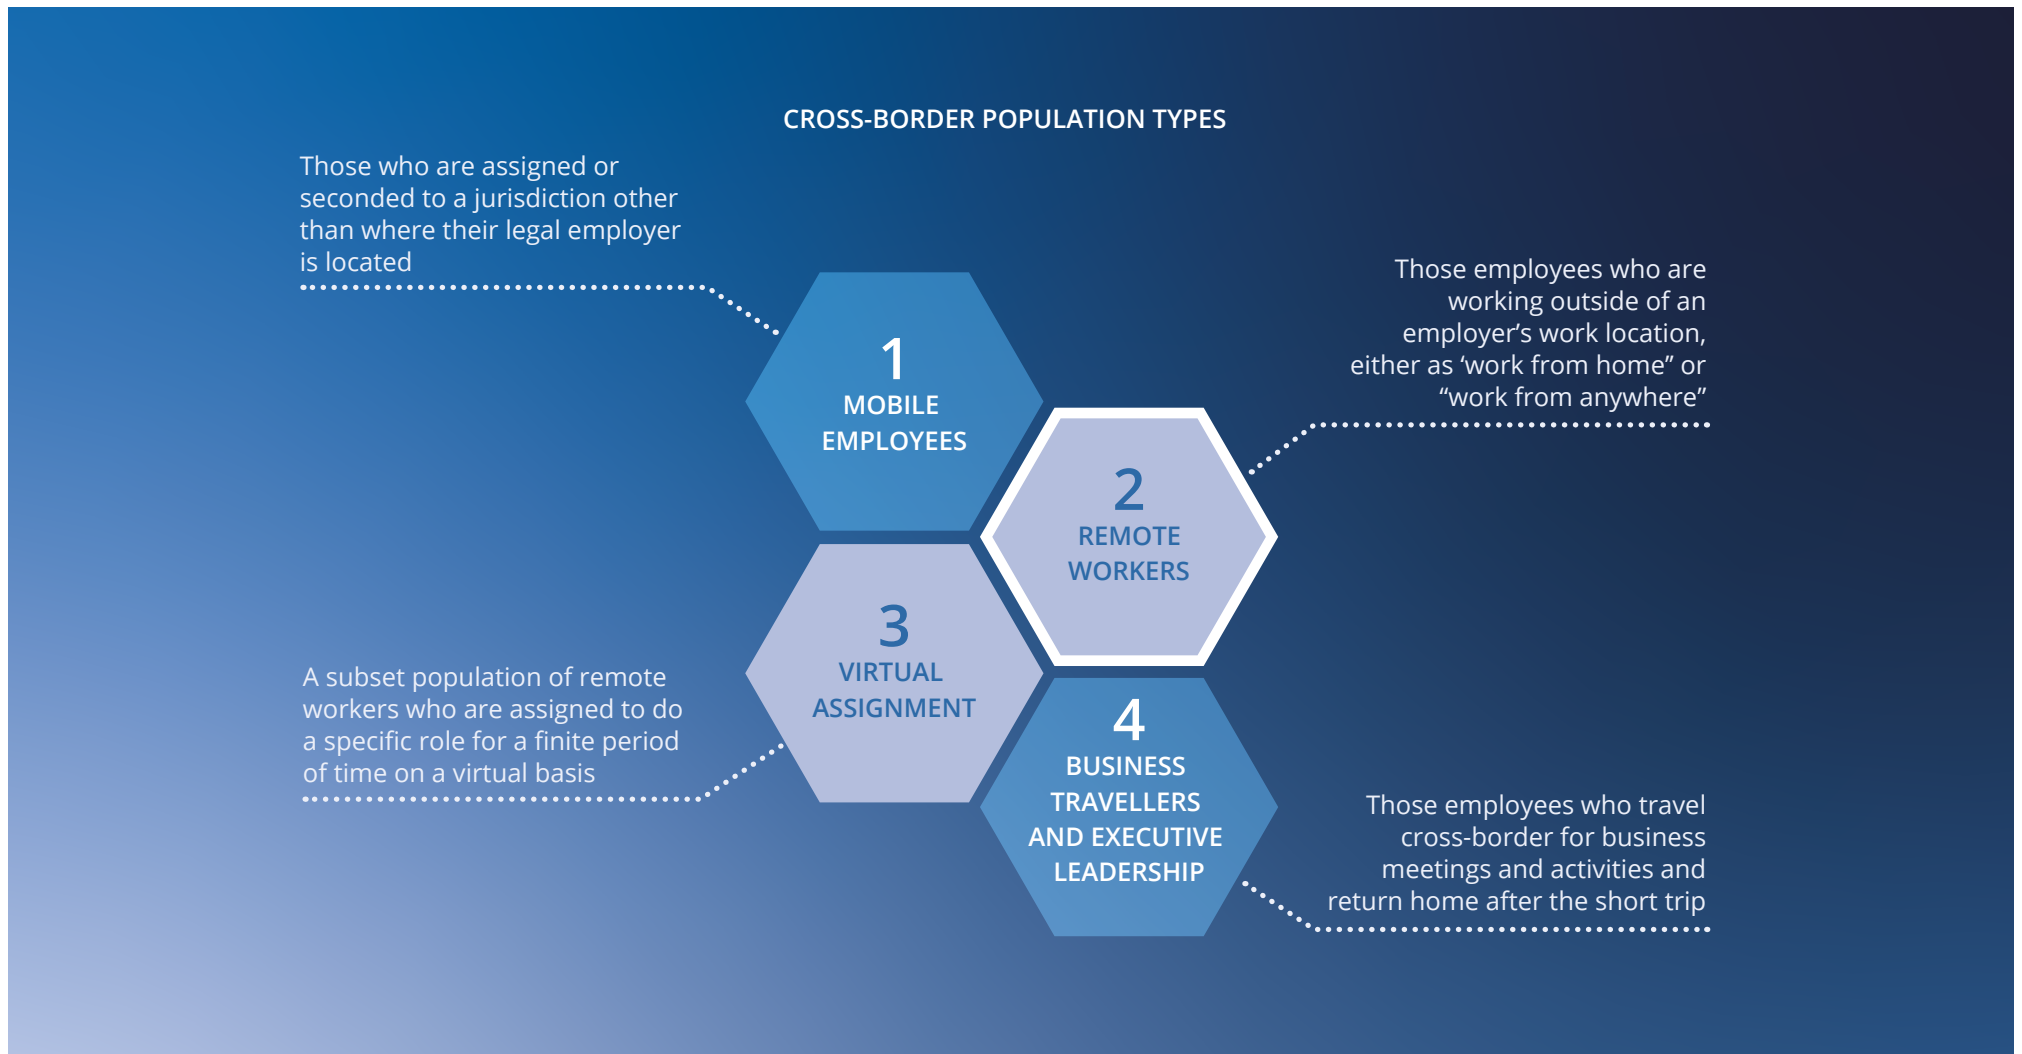 CROSS-BORDER POPULATION TYPES
Those who are assigned or
seconded to a jurisdiction other
than where their legal employer
is located
1
MOBILE
EMPLOYEES
Those employees who are
working outside of an
employer’s work location,
either as ‘work from home” or
“work from anywhere”
2
REMOTE
WORKERS
3
VIRTUAL
ASSIGNMENT
A subset population of remote
workers who are assigned to do
a specific role for a finite period
of time on a virtual basis
4
BUSINESS
TRAVELLERS
AND EXECUTIVE
LEADERSHIP
Those employees who travel
cross-border for business
meetings and activities and
return home after the short trip